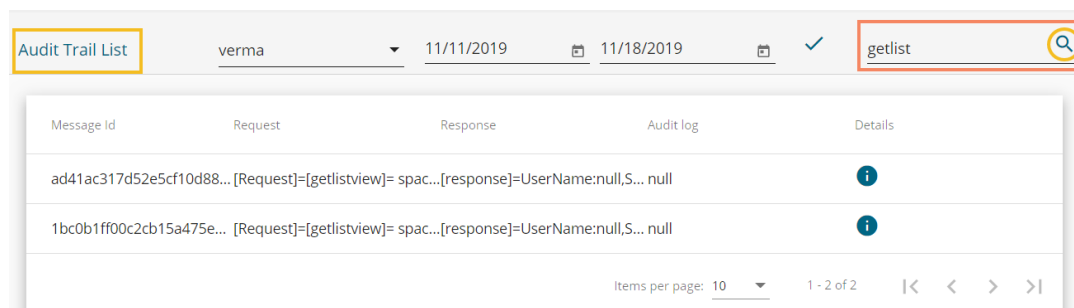 Audit Trail List verma 11/11/2019 11/18/2019 getlist
Message Id Request Response Audit log Details
ad41ac317d52e5cf10d88... [Request]=[getlistview]= spac...[response]=UserName:null,S... null
1bc0b1ff00c2cb15a475e... [Request]=[getlistview]= spac...[response]=UserName:null,S... null
Items per page: 10 1 - 2 of 2